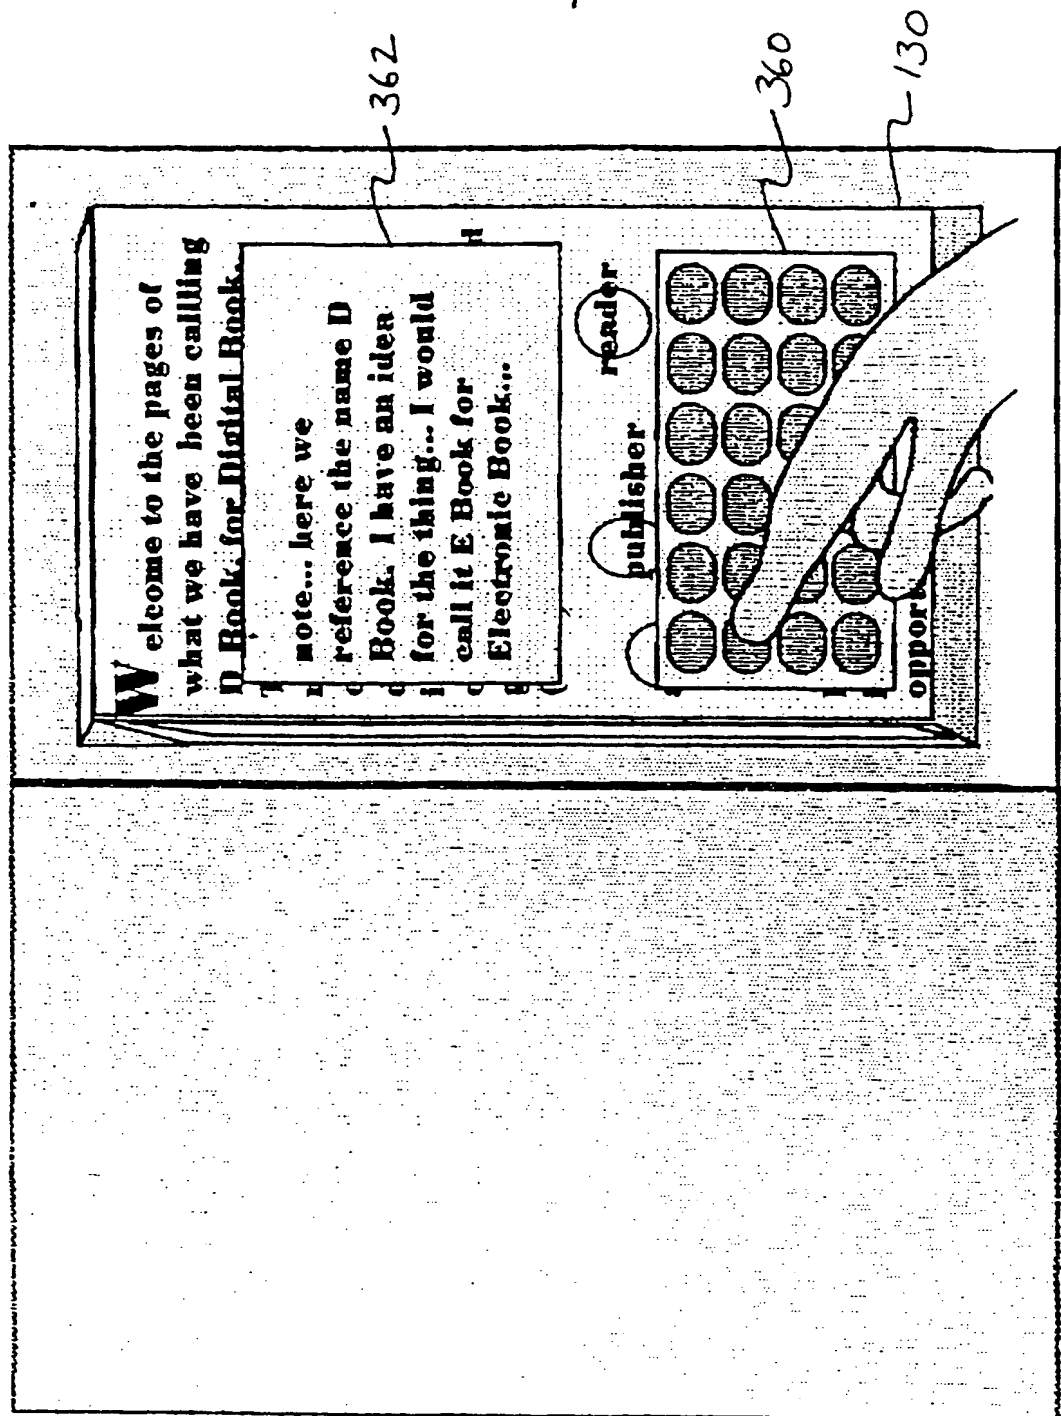 Welcome to the pages of
what we have been callling
D Book, for Digital Book.
note... here we
reference the name D
Book. I have an idea
for the thing... I would
call it E Book for
Electronic Book...
publisher reader
opport
362
360
130